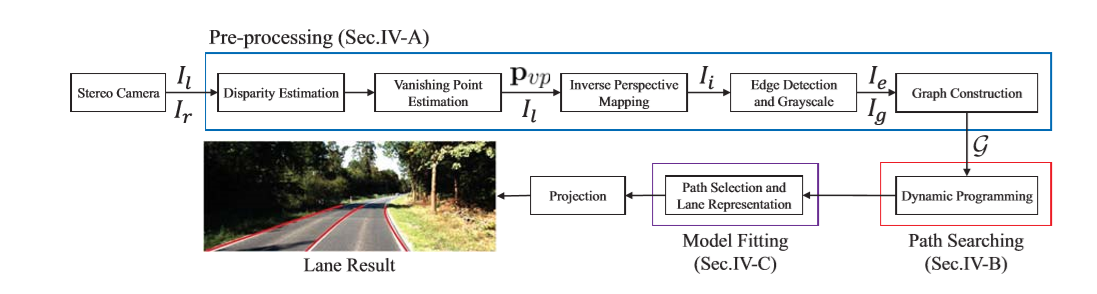 Pre-processing (Sec.IV-A)
Stereo Camera
I_l
I_r
Disparity Estimation
Vanishing Point
Estimation
p_vp
I_l
Inverse Perspective
Mapping
I_i
Edge Detection
and Grayscale
I_e
I_g
Graph Construction
𝒢
Dynamic Programming
Path Searching
(Sec.IV-B)
Path Selection and
Lane Representation
Model Fitting
(Sec.IV-C)
Projection
Lane Result